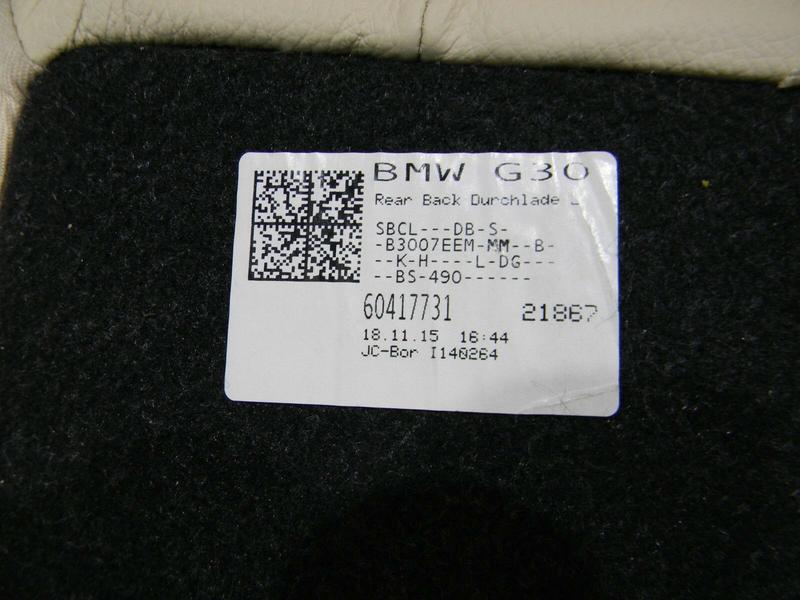 BMW G30
Rear Back Durchlade L
SBCL---DB-S-
-B3007EEM-MM--B-
--K-H----L-DG---
--BS-490------
60417731 21867
18.11.15 16:44
JC-Bor I140264